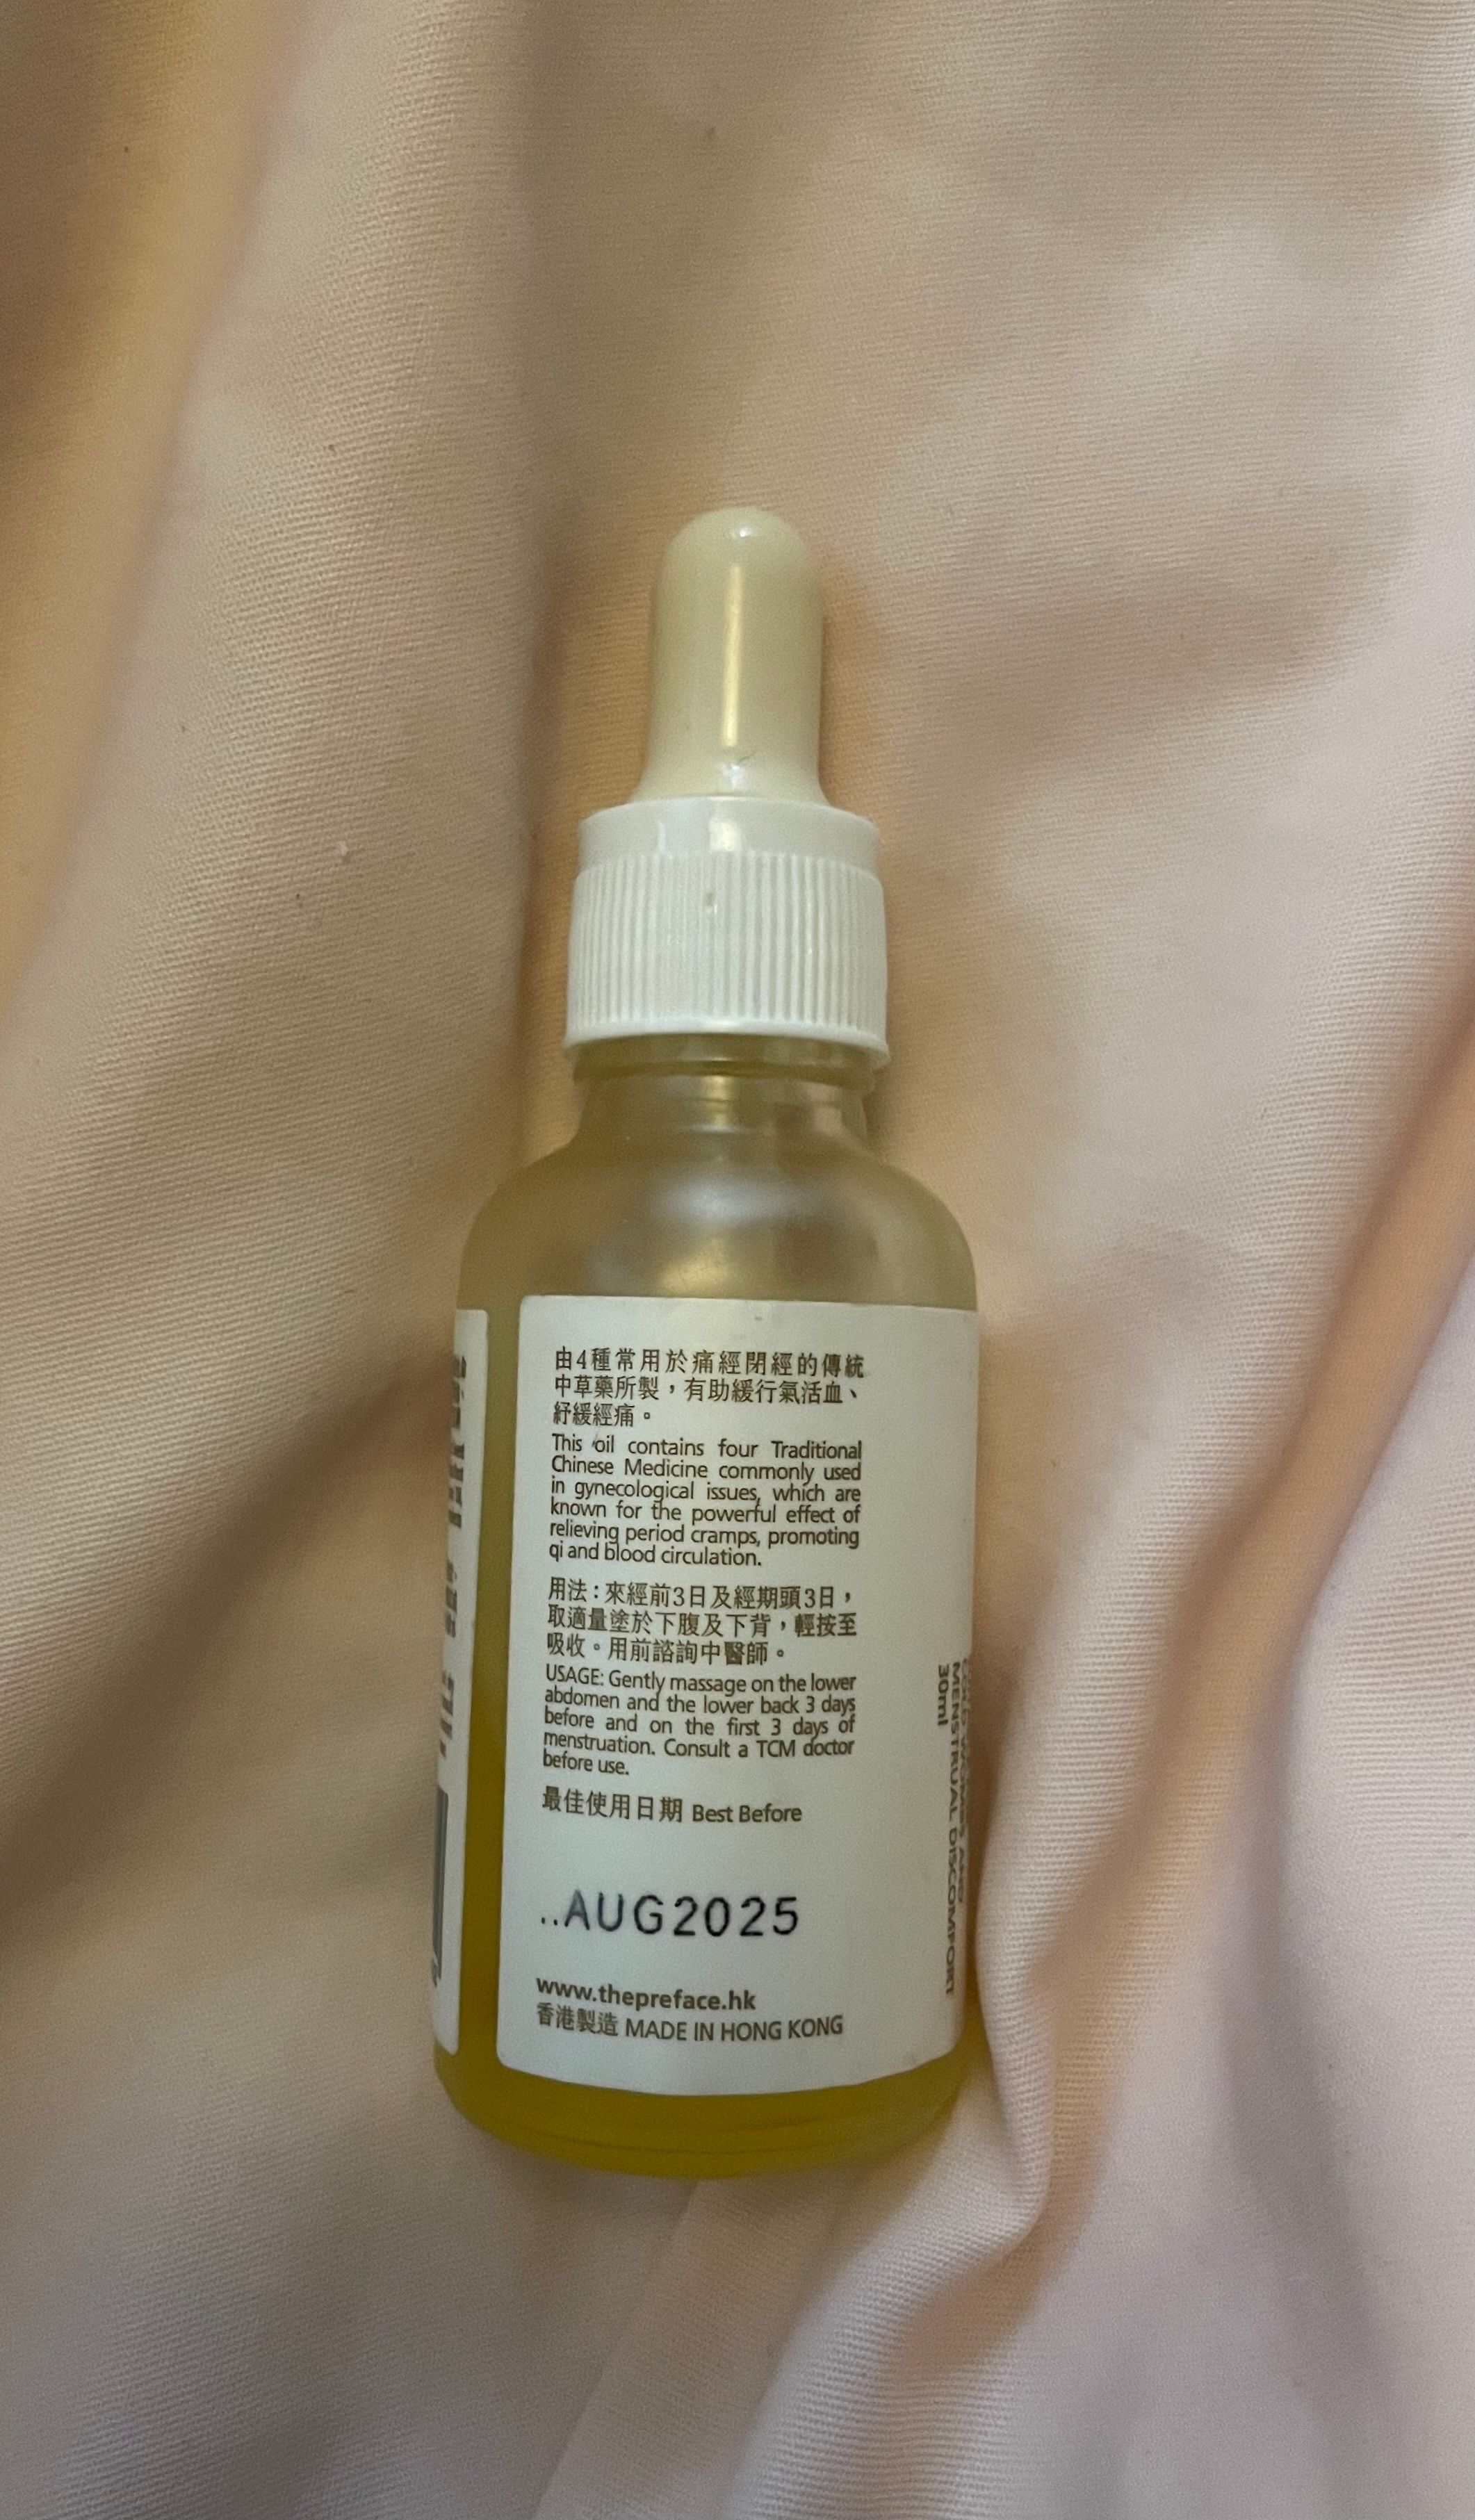 由4種常用於痛經閉經的傳統
中草藥所製，有助緩行氣活血、
紓緩經痛。
This oil contains four Traditional
Chinese Medicine commonly used
in gynecological issues, which are
known for the powerful effect of
relieving period cramps, promoting
qi and blood circulation.
用法：來經前3日及經期頭3日，
取適量塗於下腹及下背，輕按至
吸收。用前諮詢中醫師。
USAGE: Gently massage on the lower
abdomen and the lower back 3 days
before and on the first 3 days of
menstruation. Consult a TCM doctor
before use.
最佳使用日期 Best Before
..AUG2025
www.thepreface.hk
香港製造 MADE IN HONG KONG
MENSTRUAL DISCOMFORT
30ml